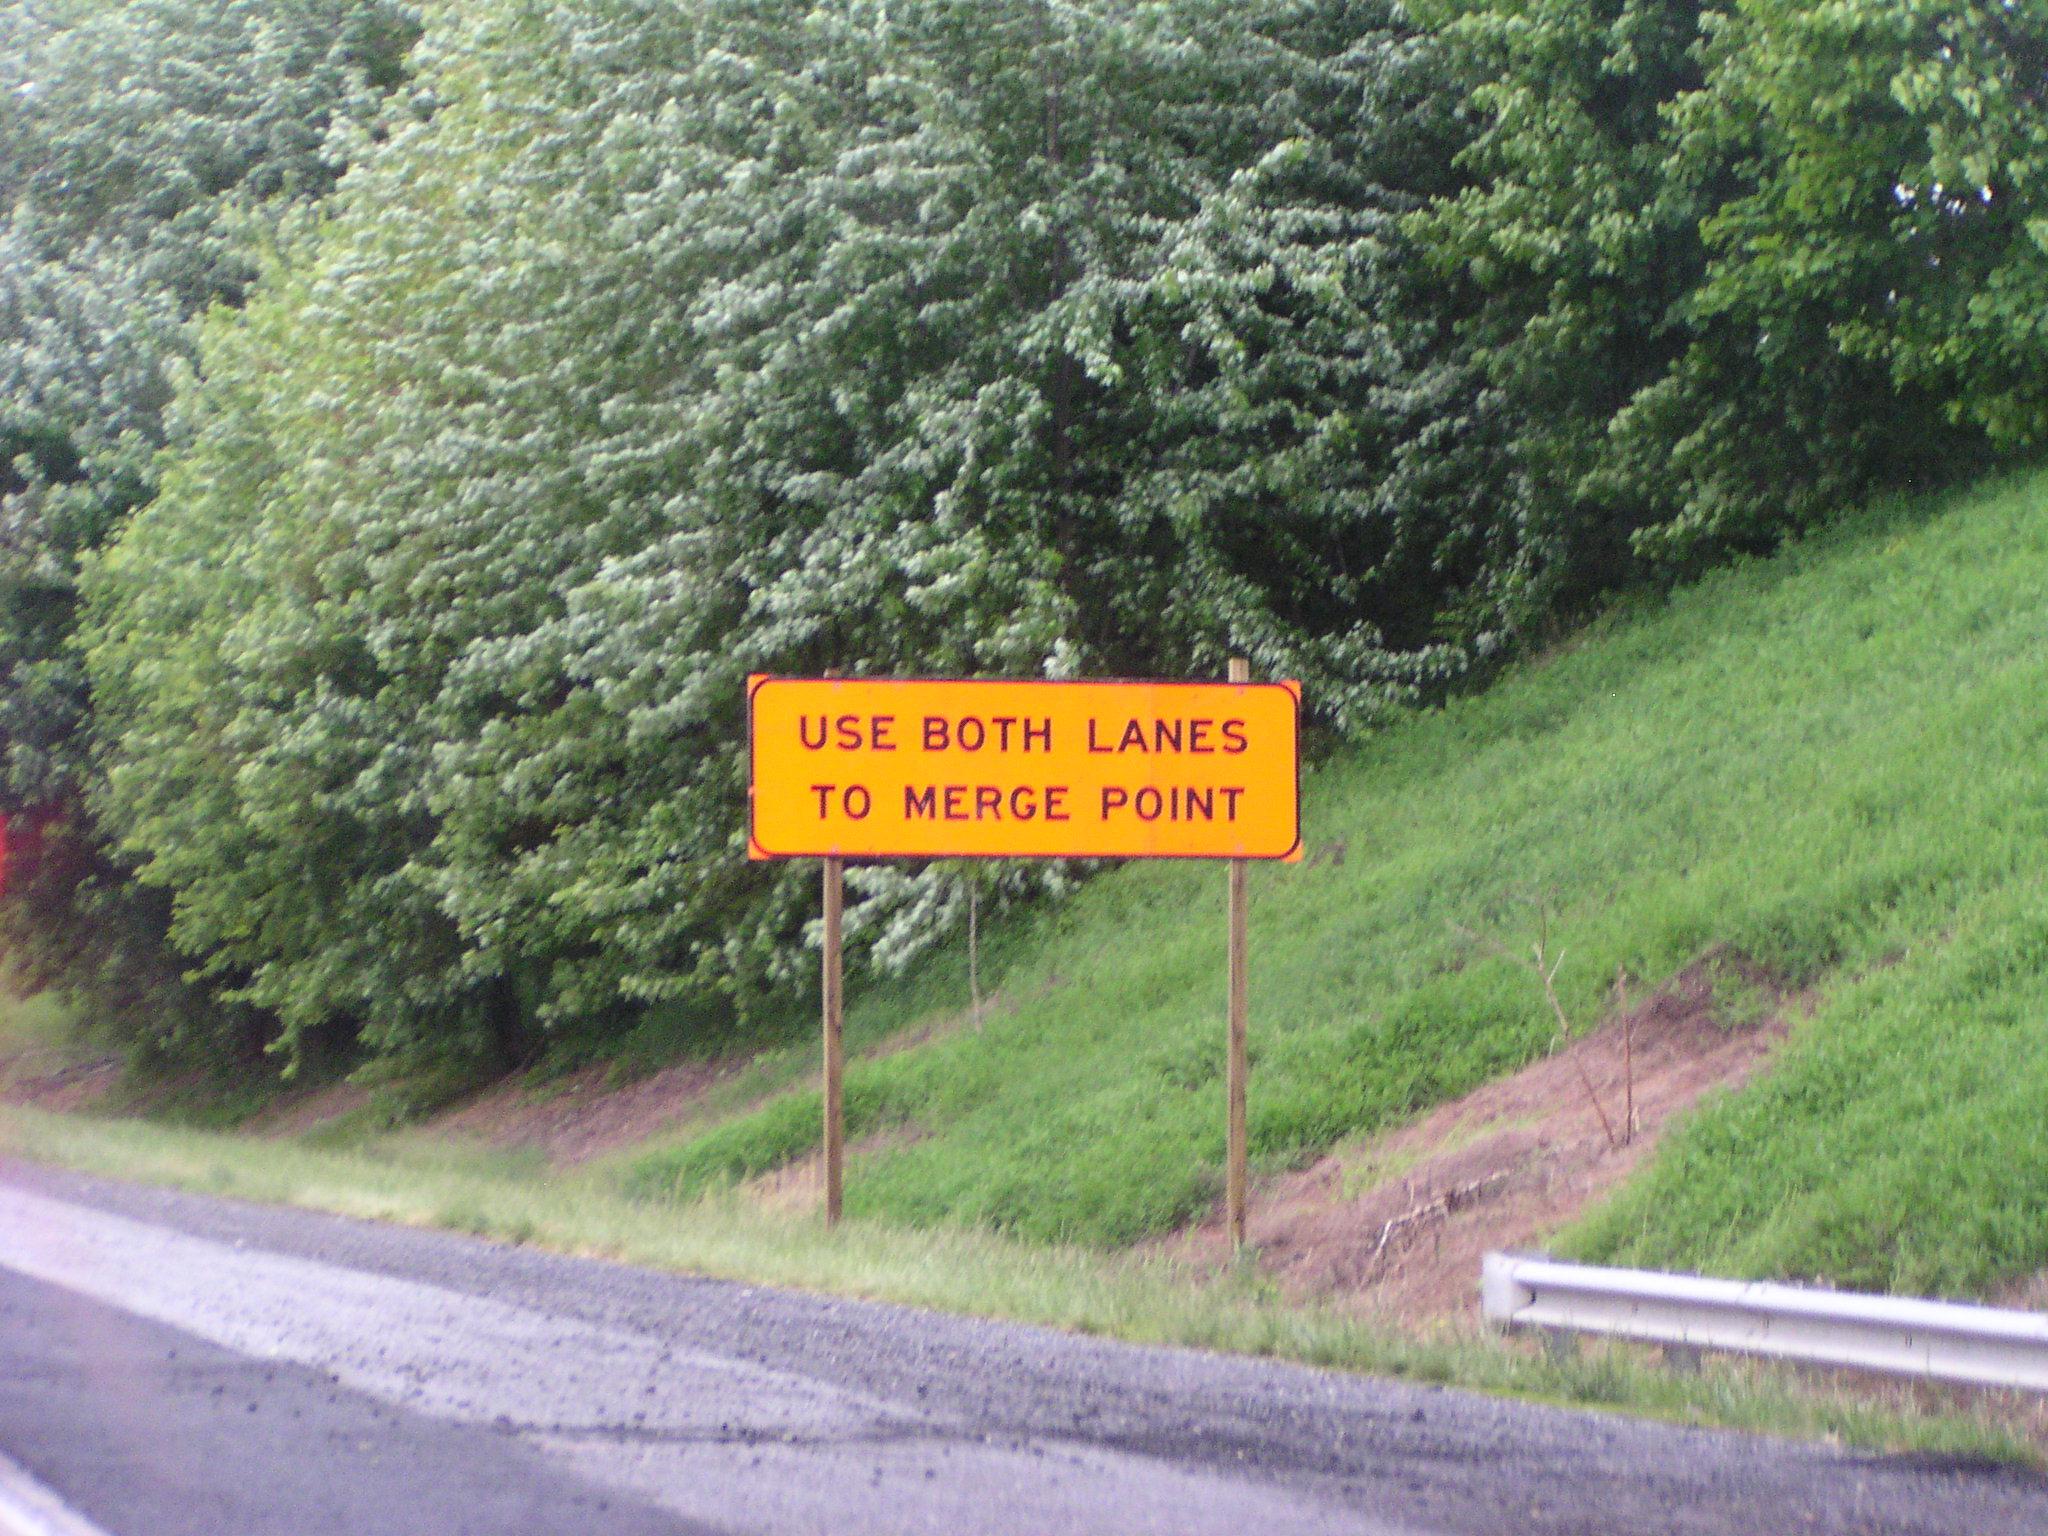 USE BOTH LANES
TO MERGE POINT